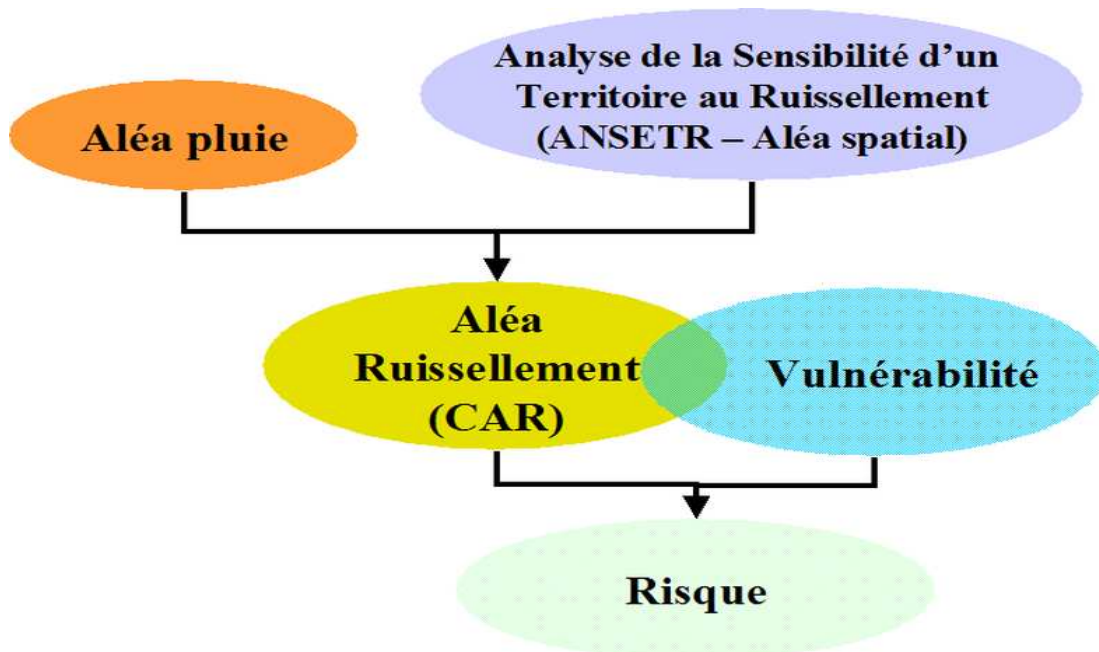 Aléa pluie
Analyse de la Sensibilité d’un
Territoire au Ruissellement
(ANSETR – Aléa spatial)
Aléa
Ruissellement
(CAR)
Vulnérabilité
Risque